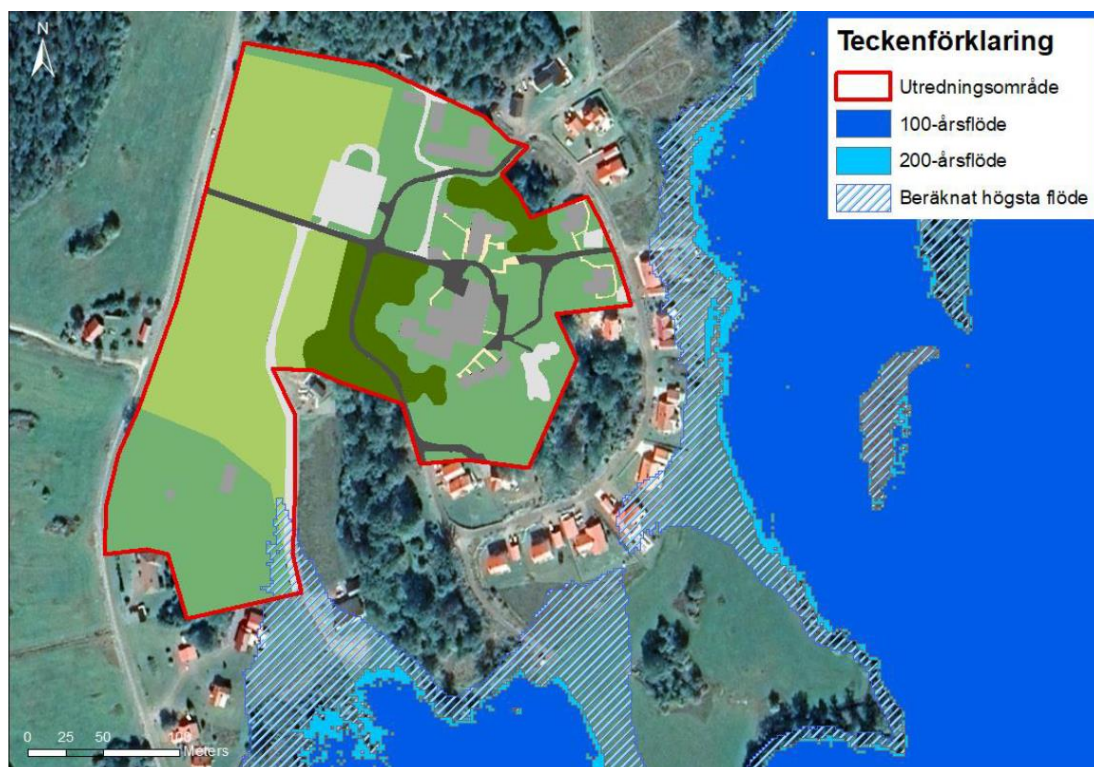 N
Teckenförklaring
Utredningsområde
100-årsflöde
200-årsflöde
Beräknat högsta flöde
0 25 50 100
Meters